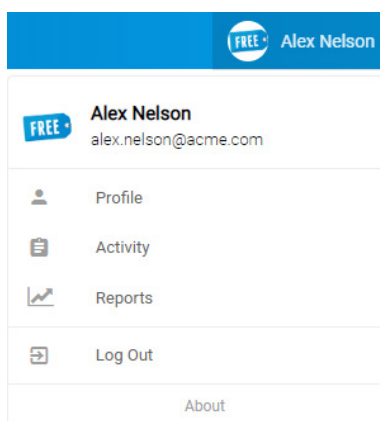 FREE Alex Nelson
FREE
Alex Nelson
alex.nelson@acme.com
Profile
Activity
Reports
Log Out
About